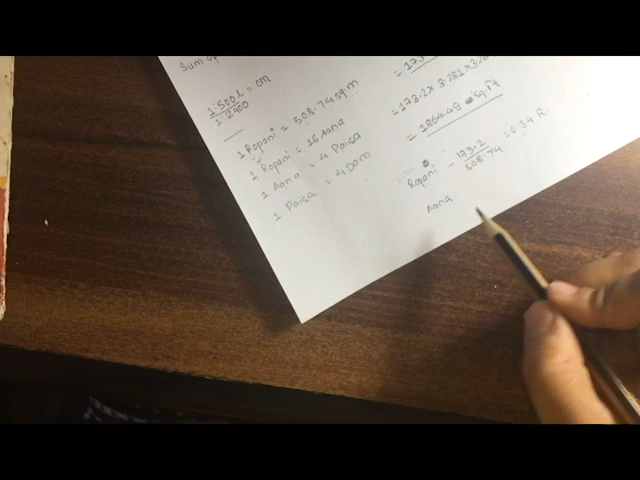 Sum of
1:500L = cm
1:2400
1 Ropani = 508.74 sq.m
1 Ropani = 16 Aana
1 Aana = 4 Paisa
1 Paisa = 4 Dam
= 173.
= 173.2 x 3.281 x 3.28
= 1864.49 sq.ft
Ropani - 173.2 / 508.74 = 0.34 R.
Aana